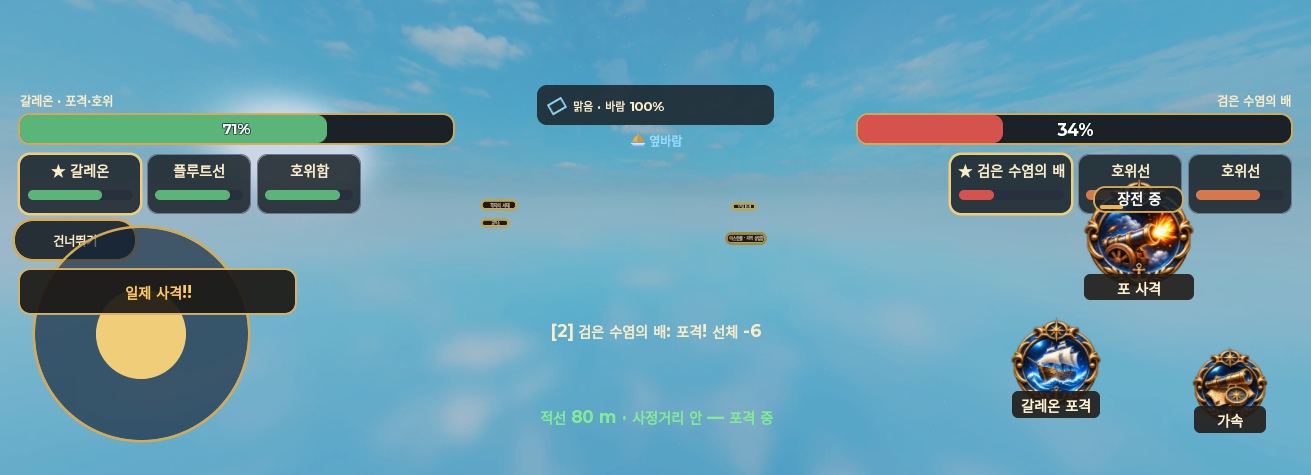 갈레온 · 포격·호위
71%
★ 갈레온
플루트선
호위함
건너뛰기
일제 사격!!
맑음 · 바람 100%
옆바람
검은 수염의 배
34%
★ 검은 수염의 배
호위선
호위선
장전 중
포 사격
[2] 검은 수염의 배: 포격! 선체 -6
갈레온 포격
가속
적선 80 m · 사정거리 안 — 포격 중